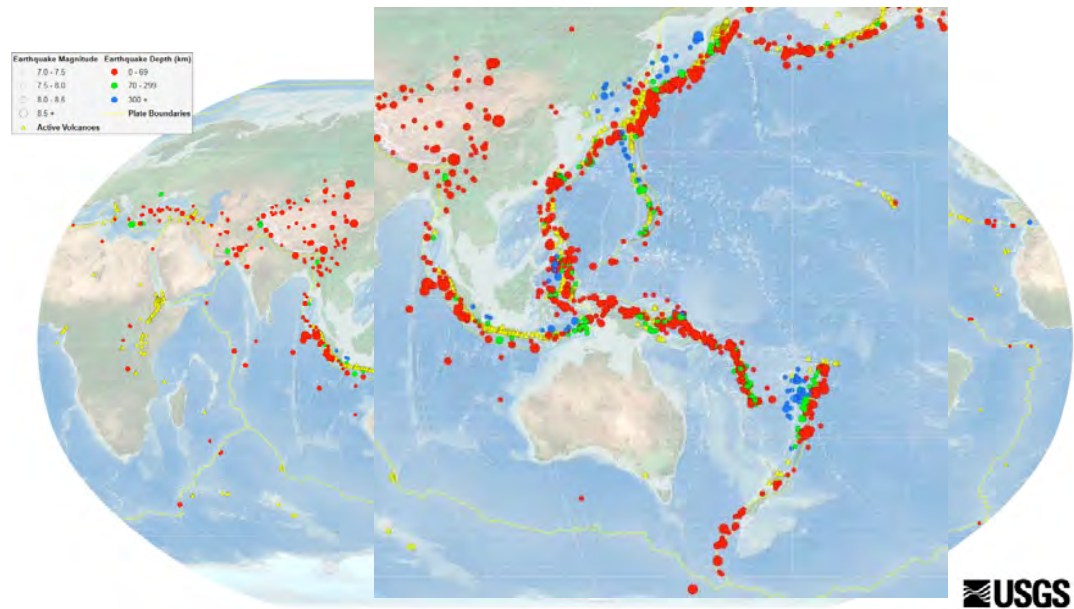 Earthquake Magnitude Earthquake Depth (km)
7.0 - 7.5 0 - 69
7.5 - 8.0 70 - 299
8.0 - 8.5 300 +
8.5 + Plate Boundaries
Active Volcanoes
USGS